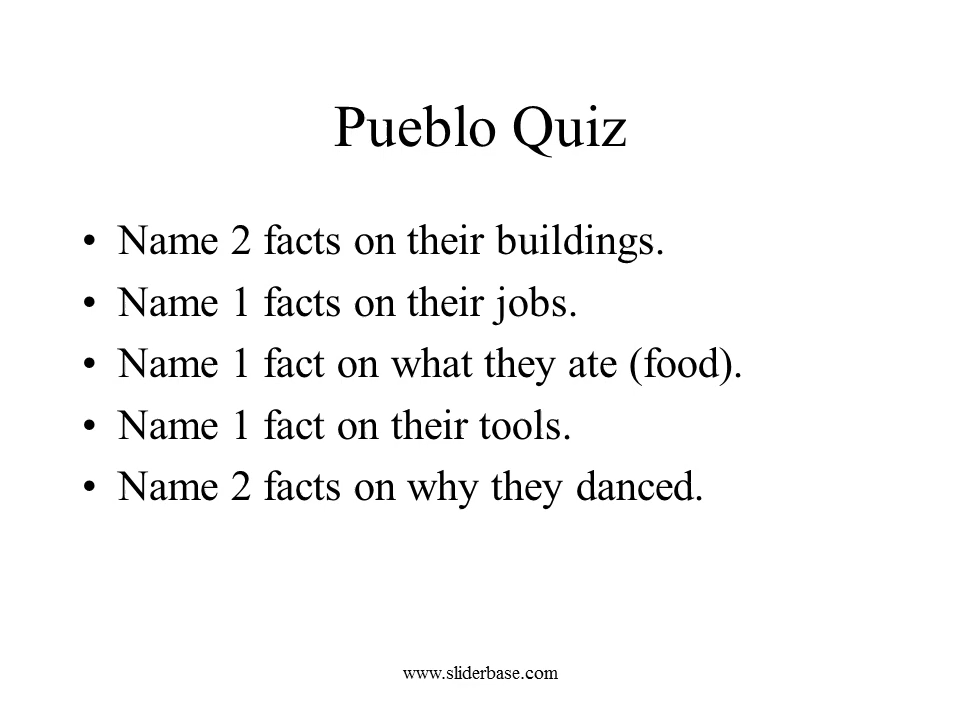 Pueblo Quiz
• Name 2 facts on their buildings.
• Name 1 facts on their jobs.
• Name 1 fact on what they ate (food).
• Name 1 fact on their tools.
• Name 2 facts on why they danced.
www.sliderbase.com